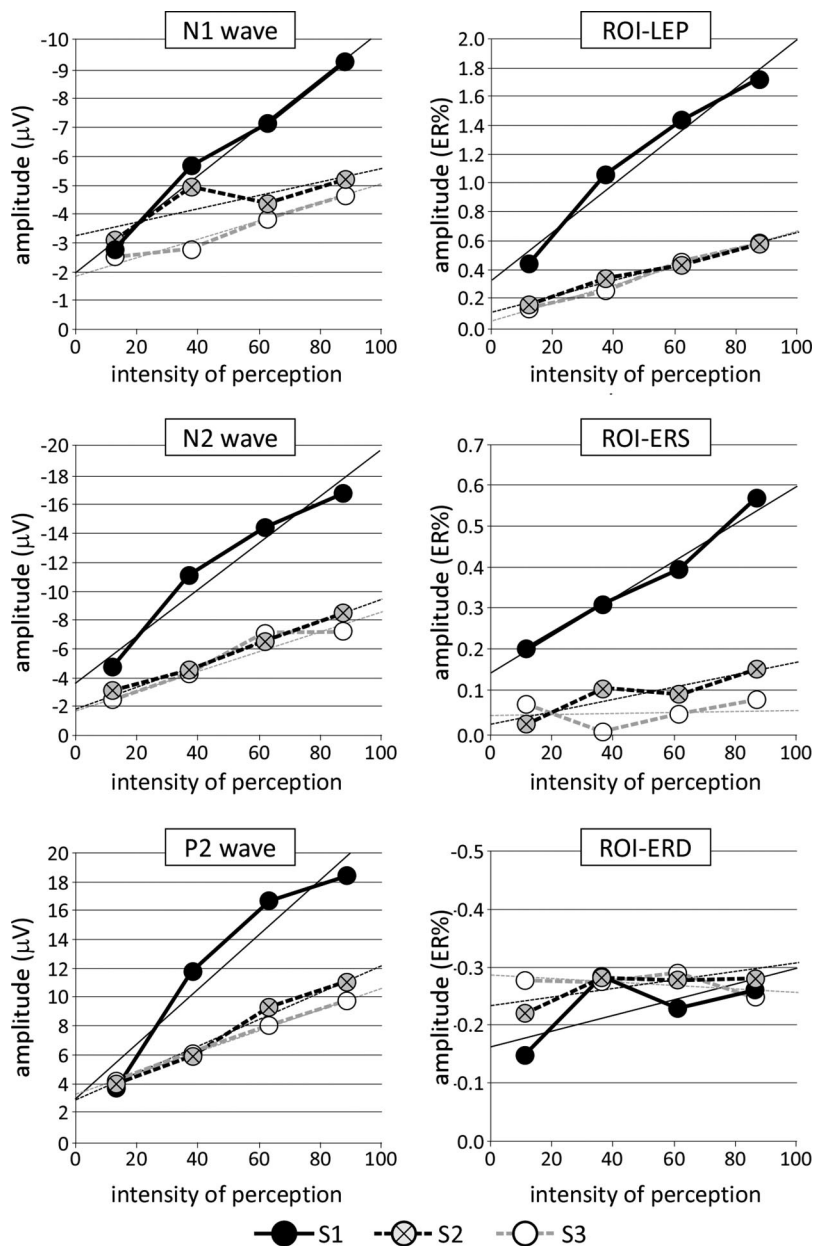 N1 wave
amplitude (μV)
-10
-9
-8
-7
-6
-5
-4
-3
-2
-1
0
0 20 40 60 80 100
intensity of perception
ROI-LEP
amplitude (ER%)
2.0
1.8
1.6
1.4
1.2
1.0
0.8
0.6
0.4
0.2
0.0
0 20 40 60 80 100
intensity of perception
N2 wave
amplitude (μV)
-20
-18
-16
-14
-12
-10
-8
-6
-4
-2
0
0 20 40 60 80 100
intensity of perception
ROI-ERS
amplitude (ER%)
0.7
0.6
0.5
0.4
0.3
0.2
0.1
0.0
0 20 40 60 80 100
intensity of perception
P2 wave
amplitude (μV)
20
18
16
14
12
10
8
6
4
2
0
0 20 40 60 80 100
intensity of perception
ROI-ERD
amplitude (ER%)
-0.5
-0.4
-0.3
-0.2
-0.1
0.0
0 20 40 60 80 100
intensity of perception
S1 S2 S3